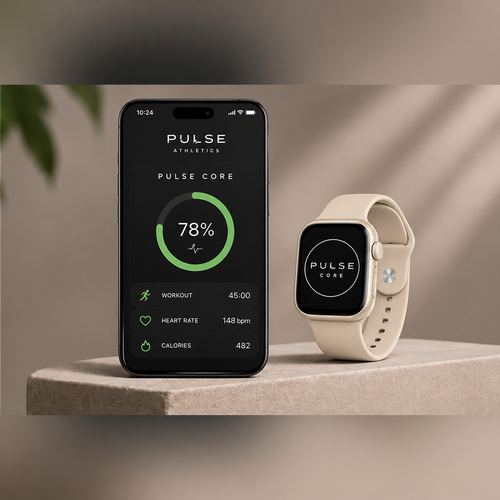 10:24
PULSE
ATHLETICS
PULSE CORE
78%
WORKOUT 45:00
HEART RATE 148 bpm
CALORIES 482
PULSE
CORE